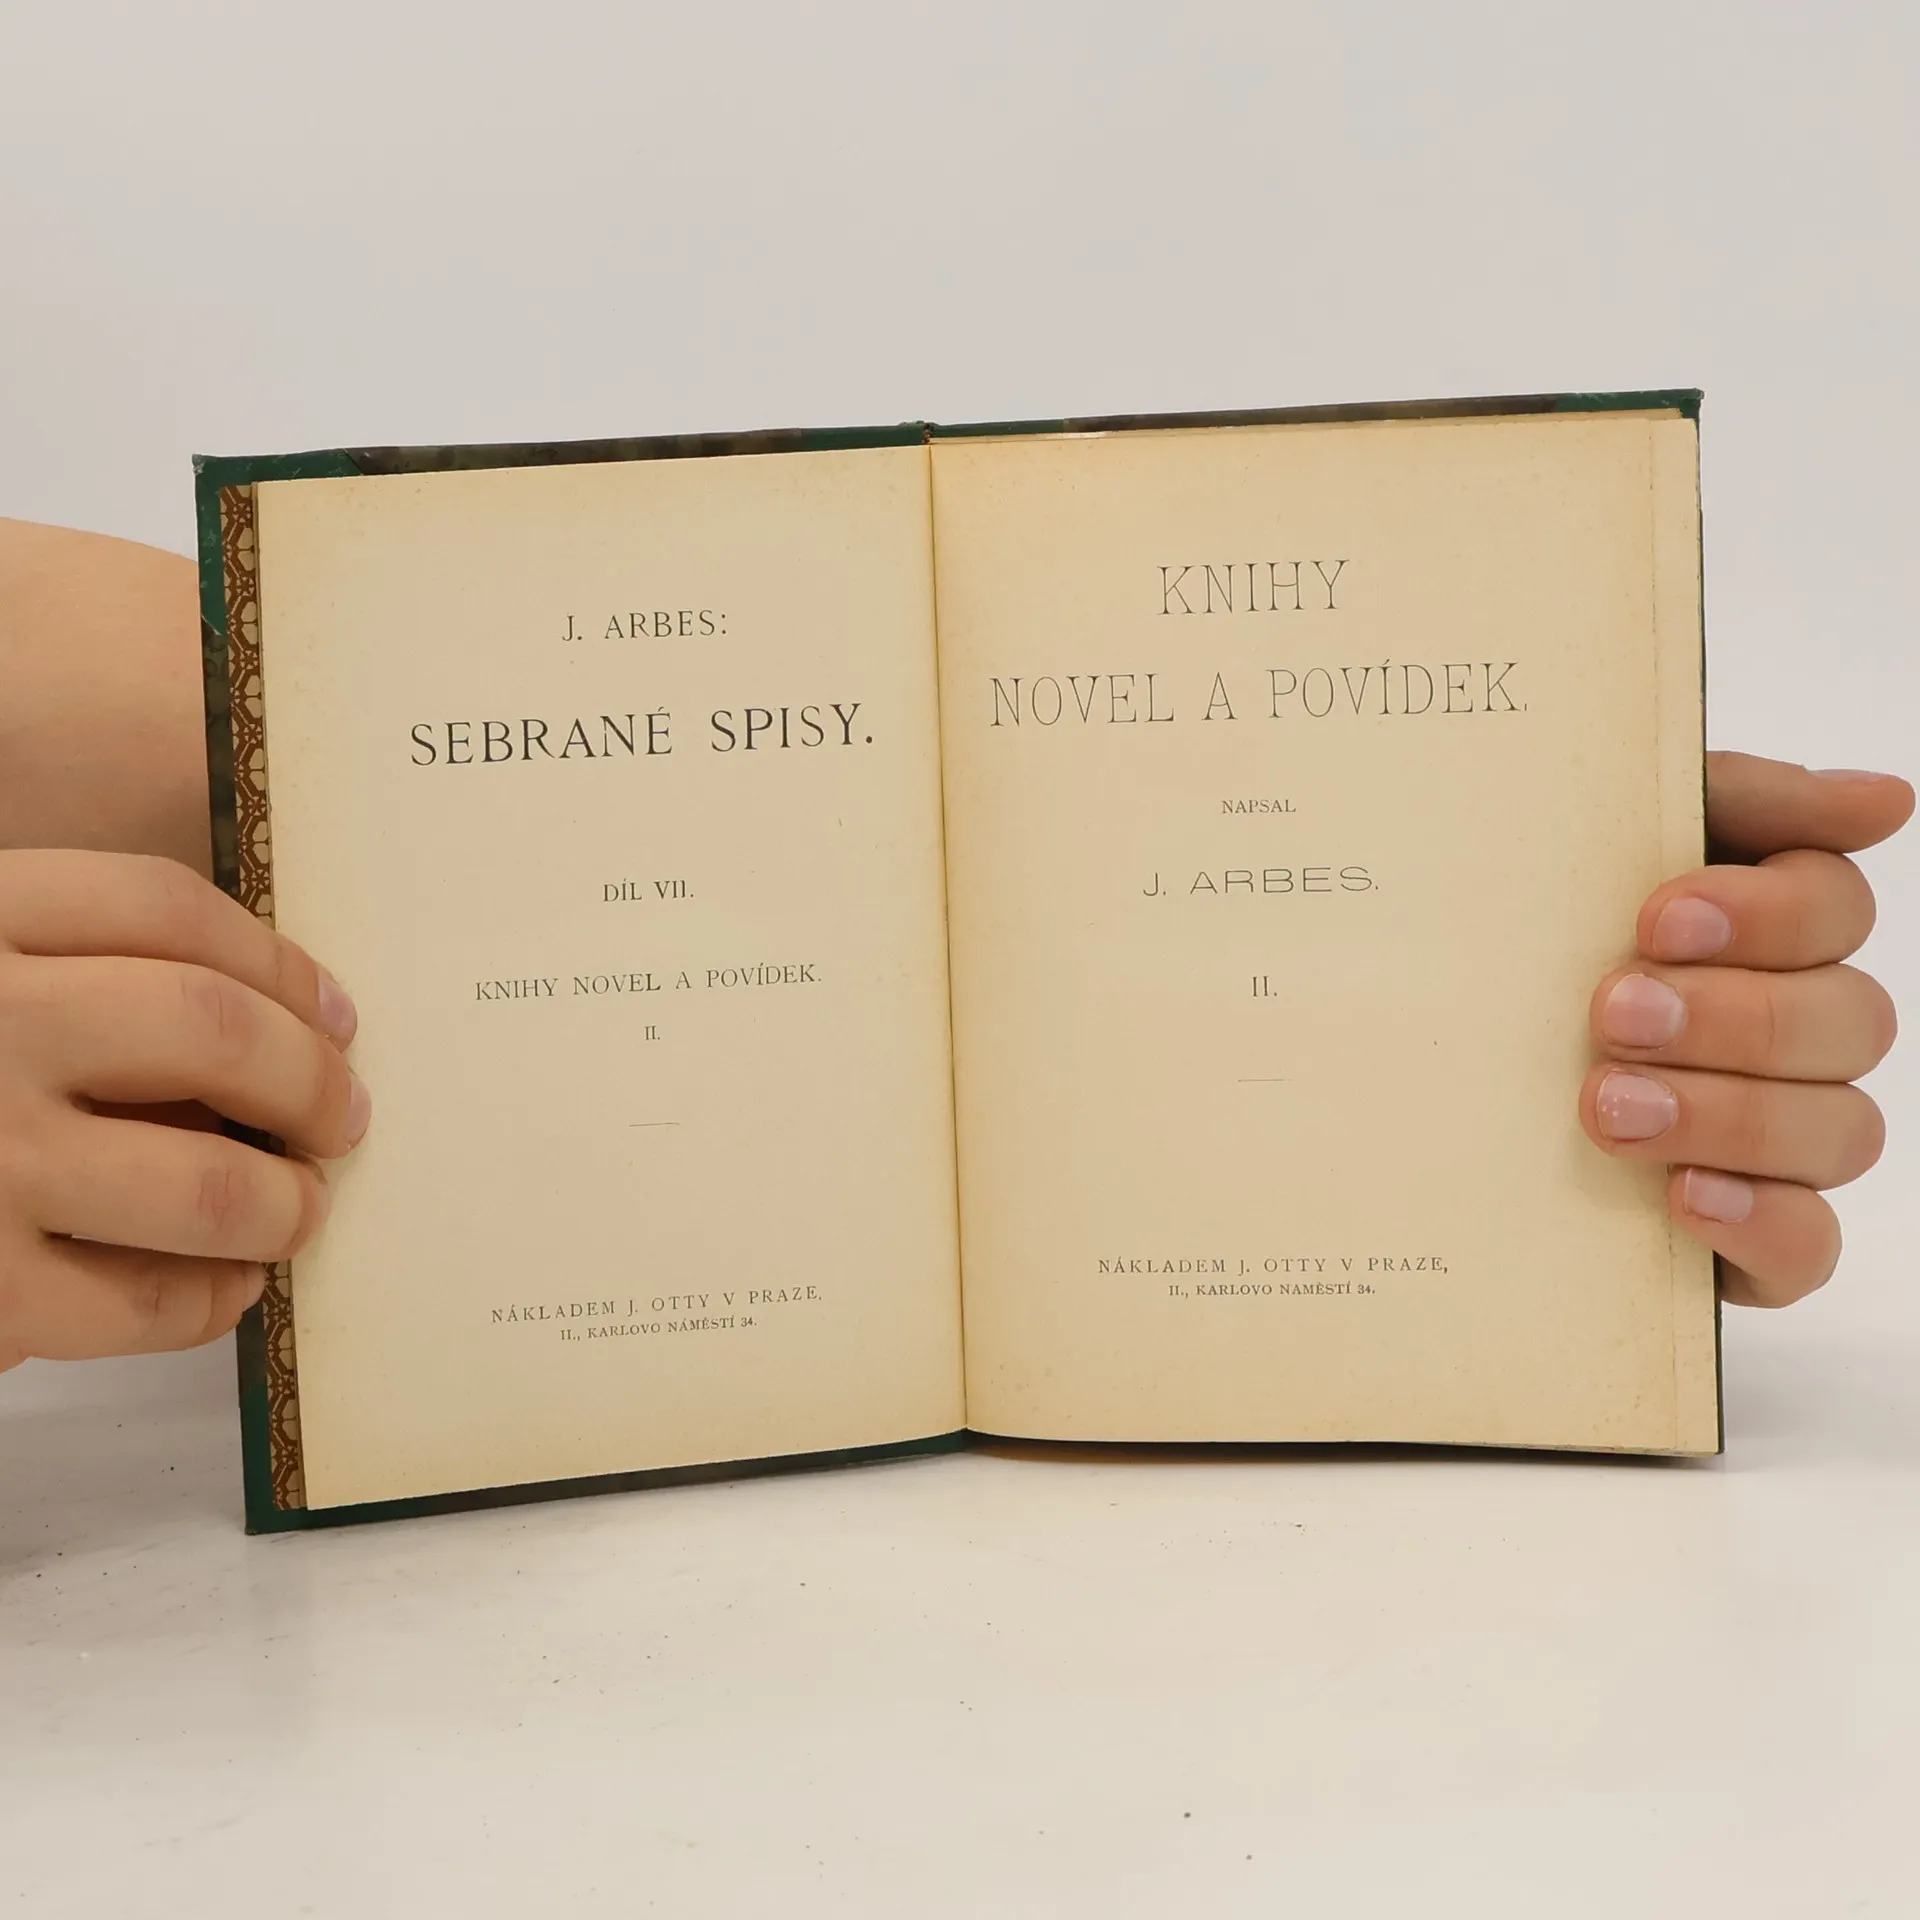 J. ARBES:
SEBRANÉ SPISY.
DÍL VII.
KNIHY NOVEL A POVÍDEK.
II.
NÁKLADEM J. OTTY V PRAZE,
II., KARLOVO NÁMĚSTÍ 34.
KNIHY
NOVEL A POVÍDEK.
NAPSAL
J. ARBES.
II.
NÁKLADEM J. OTTY V PRAZE,
II., KARLOVO NAMĚSTÍ 34.